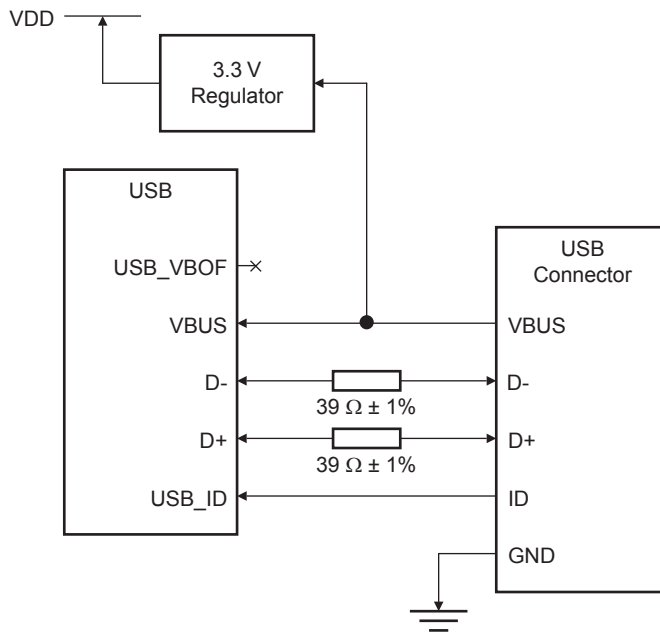 VDD
3.3 V
Regulator
USB
USB_VBOF
VBUS
D-
D+
USB_ID
39 Ω ± 1%
39 Ω ± 1%
USB
Connector
VBUS
D-
D+
ID
GND